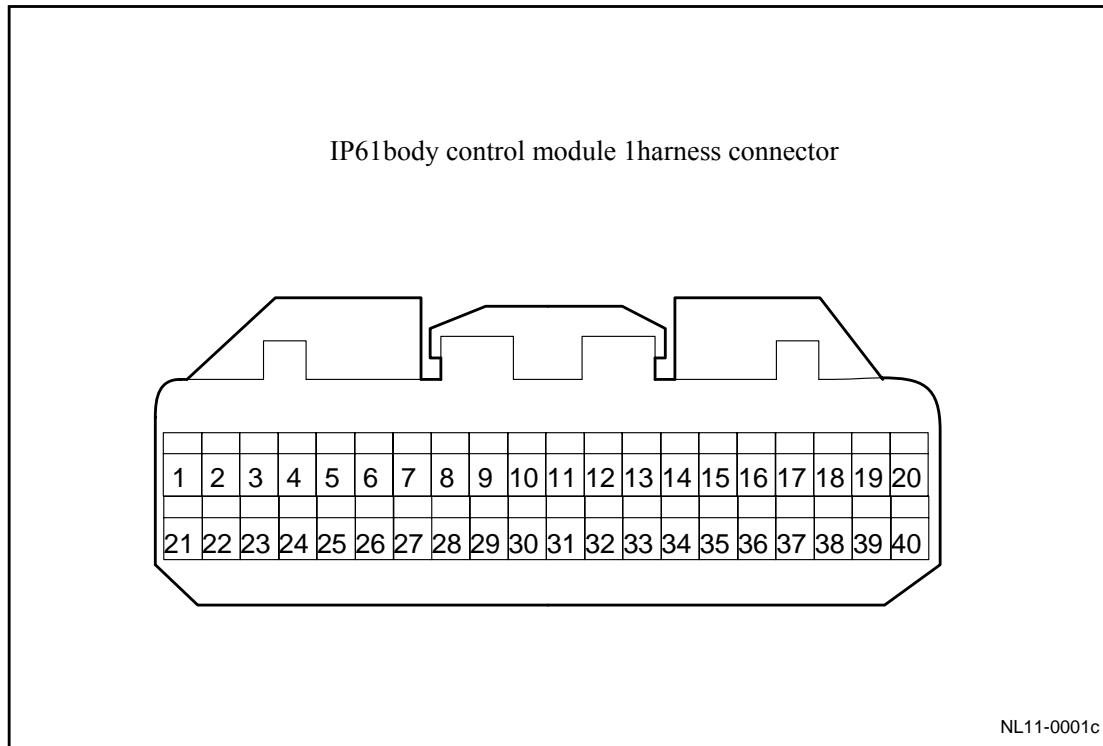 IP61body control module 1harness connector
1 2 3 4 5 6 7 8 9 10 11 12 13 14 15 16 17 18 19 20
21 22 23 24 25 26 27 28 29 30 31 32 33 34 35 36 37 38 39 40
NL11-0001c